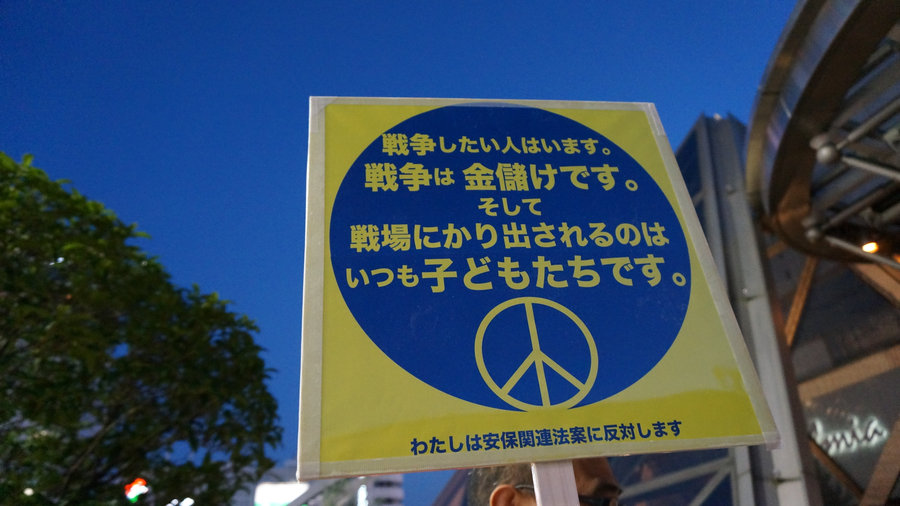 戦争したい人はいます。
戦争は 金儲けです。
そして
戦場にかり出されるのは
いつも子どもたちです。
わたしは安保関連法案に反対します